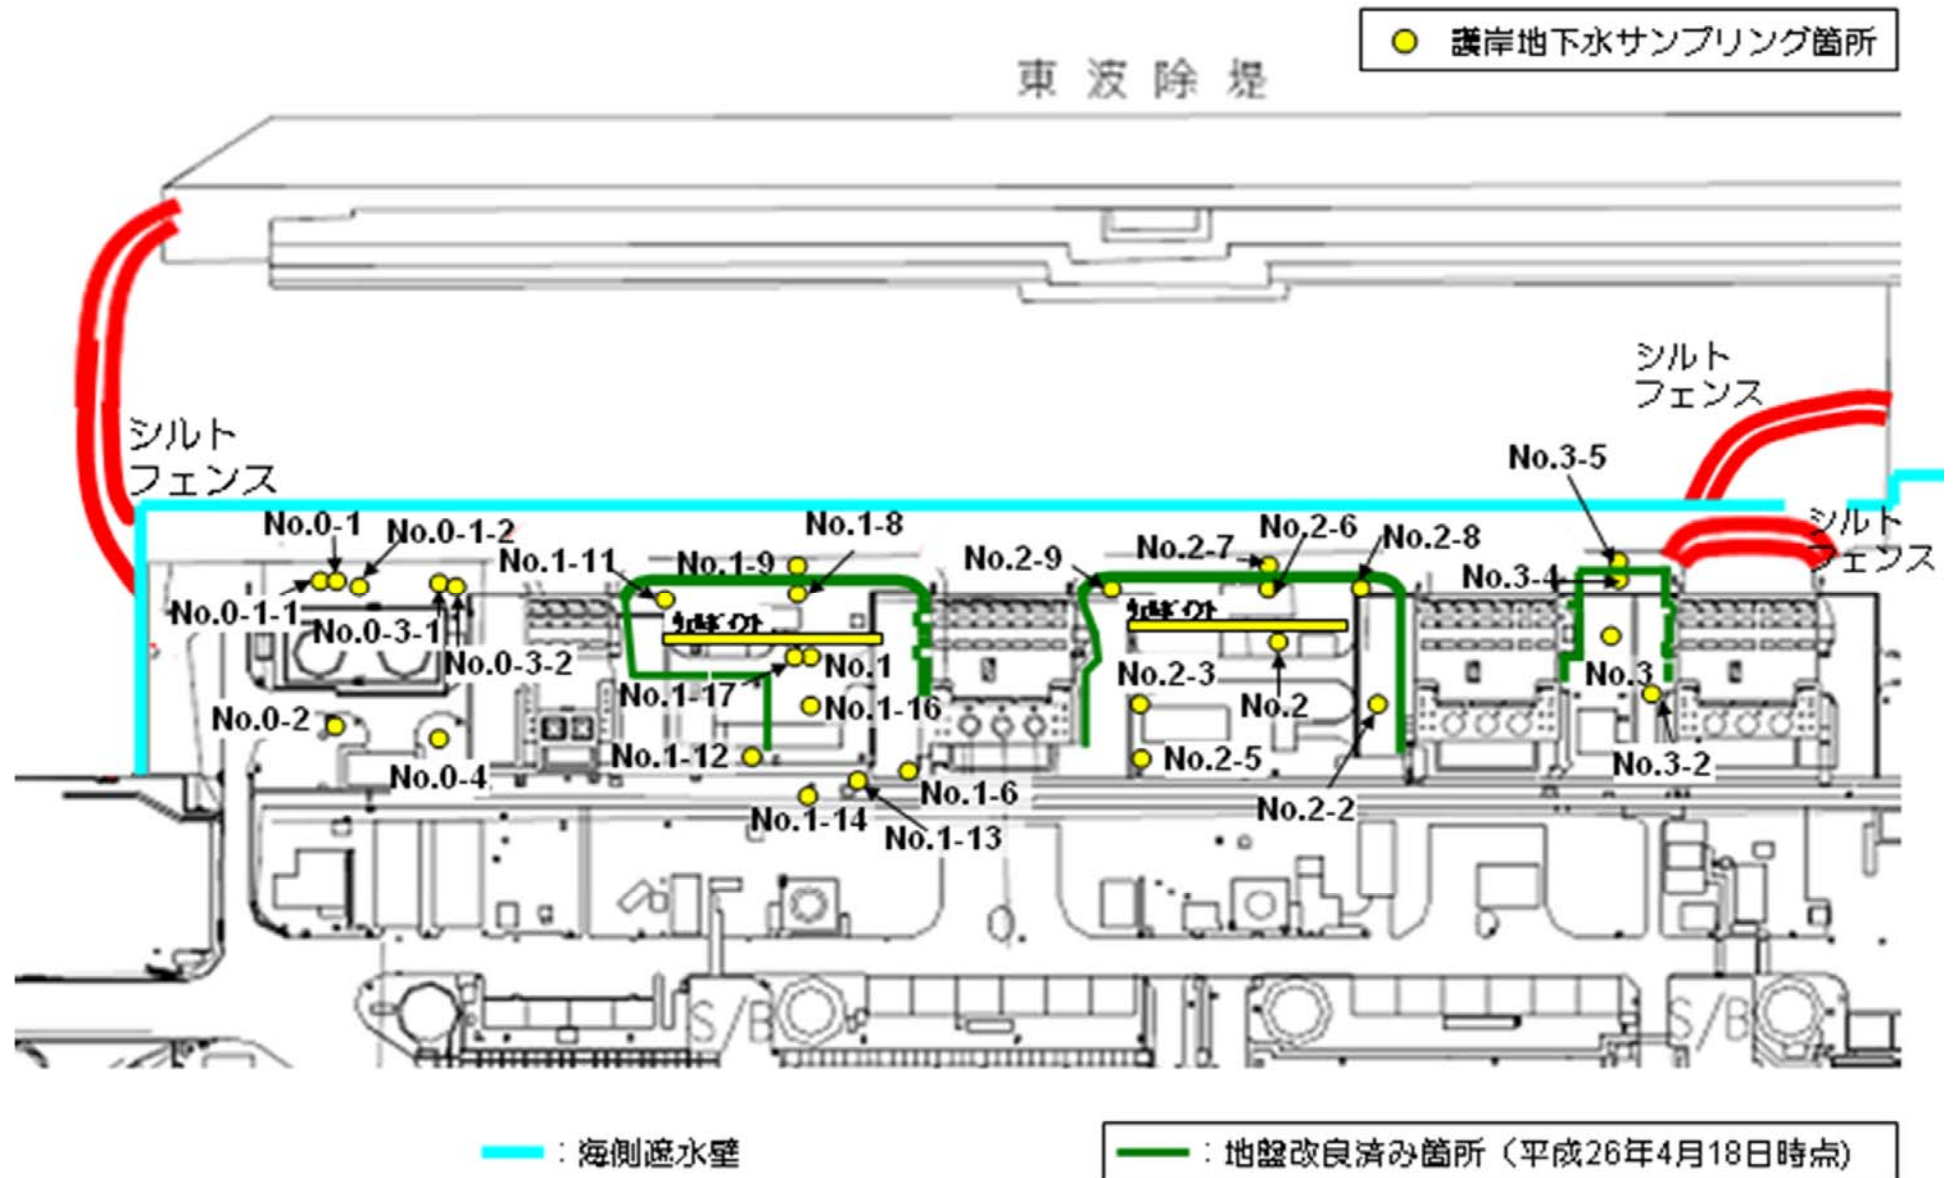 護岸地下水サンプリング箇所
東波除堤
シルト
フェンス
シルト
フェンス
No.3-5
シルト
フェンス
No.0-1
No.0-1-2
No.1-11
No.1-9
No.1-8
No.2-9
No.2-7
No.2-6
No.2-8
No.3-4
No.0-1-1
No.0-3-1
No.0-3-2
ウェルポイント
ウェルポイント
No.1-17
No.1
No.1-16
No.2-3
No.2
No.3
No.0-2
No.0-4
No.1-12
No.1-6
No.2-5
No.2-2
No.3-2
No.1-14
No.1-13
S/B
S/B
：海側遮水壁
：地盤改良済み箇所（平成26年4月18日時点)